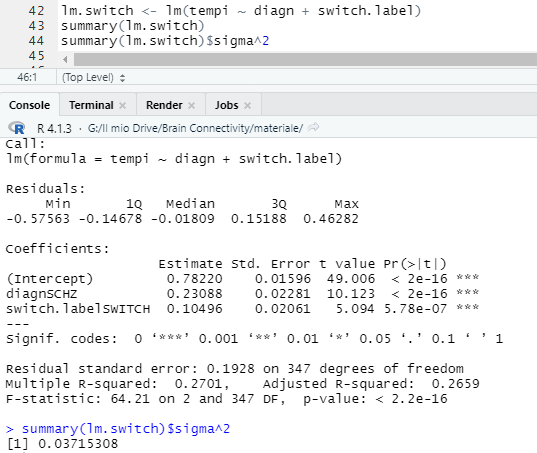 42 lm.switch <- lm(tempi ~ diagn + switch.label)
43 summary(lm.switch)
44 summary(lm.switch)$sigma^2
45
46:1 (Top Level)
Console Terminal × Render × Jobs ×
R 4.1.3 · G:/Il mio Drive/Brain Connectivity/materiale/
Call:
lm(formula = tempi ~ diagn + switch.label)
Residuals:
Min 1Q Median 3Q Max
-0.57563 -0.14678 -0.01809 0.15188 0.46282
Coefficients:
Estimate Std. Error t value Pr(>|t|)
(Intercept) 0.78220 0.01596 49.006 < 2e-16 ***
diagnSCHZ 0.23088 0.02281 10.123 < 2e-16 ***
switch.labelSWITCH 0.10496 0.02061 5.094 5.78e-07 ***
---
Signif. codes: 0 ‘***’ 0.001 ‘**’ 0.01 ‘*’ 0.05 ‘.’ 0.1 ‘ ’ 1
Residual standard error: 0.1928 on 347 degrees of freedom
Multiple R-squared: 0.2701, Adjusted R-squared: 0.2659
F-statistic: 64.21 on 2 and 347 DF, p-value: < 2.2e-16
> summary(lm.switch)$sigma^2
[1] 0.03715308